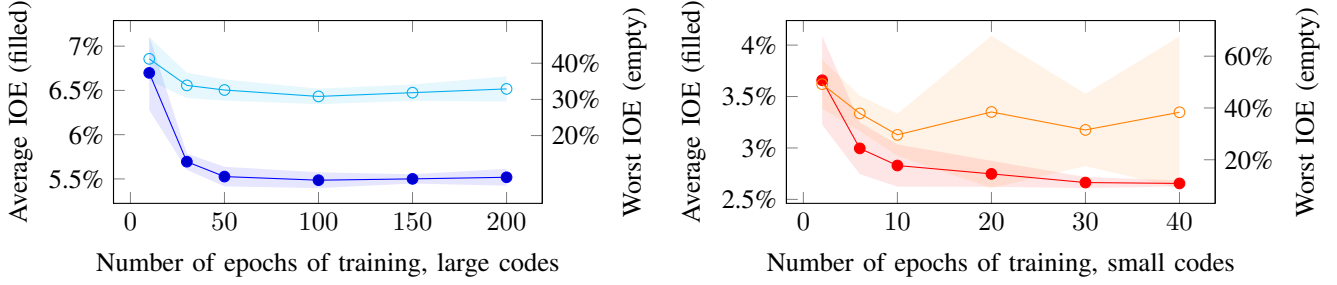 Average IOE (filled)
7%
6.5%
6%
5.5%
40%
30%
20%
Worst IOE (empty)
0 50 100 150 200
Number of epochs of training, large codes
Average IOE (filled)
4%
3.5%
3%
2.5%
60%
40%
20%
Worst IOE (empty)
0 10 20 30 40
Number of epochs of training, small codes